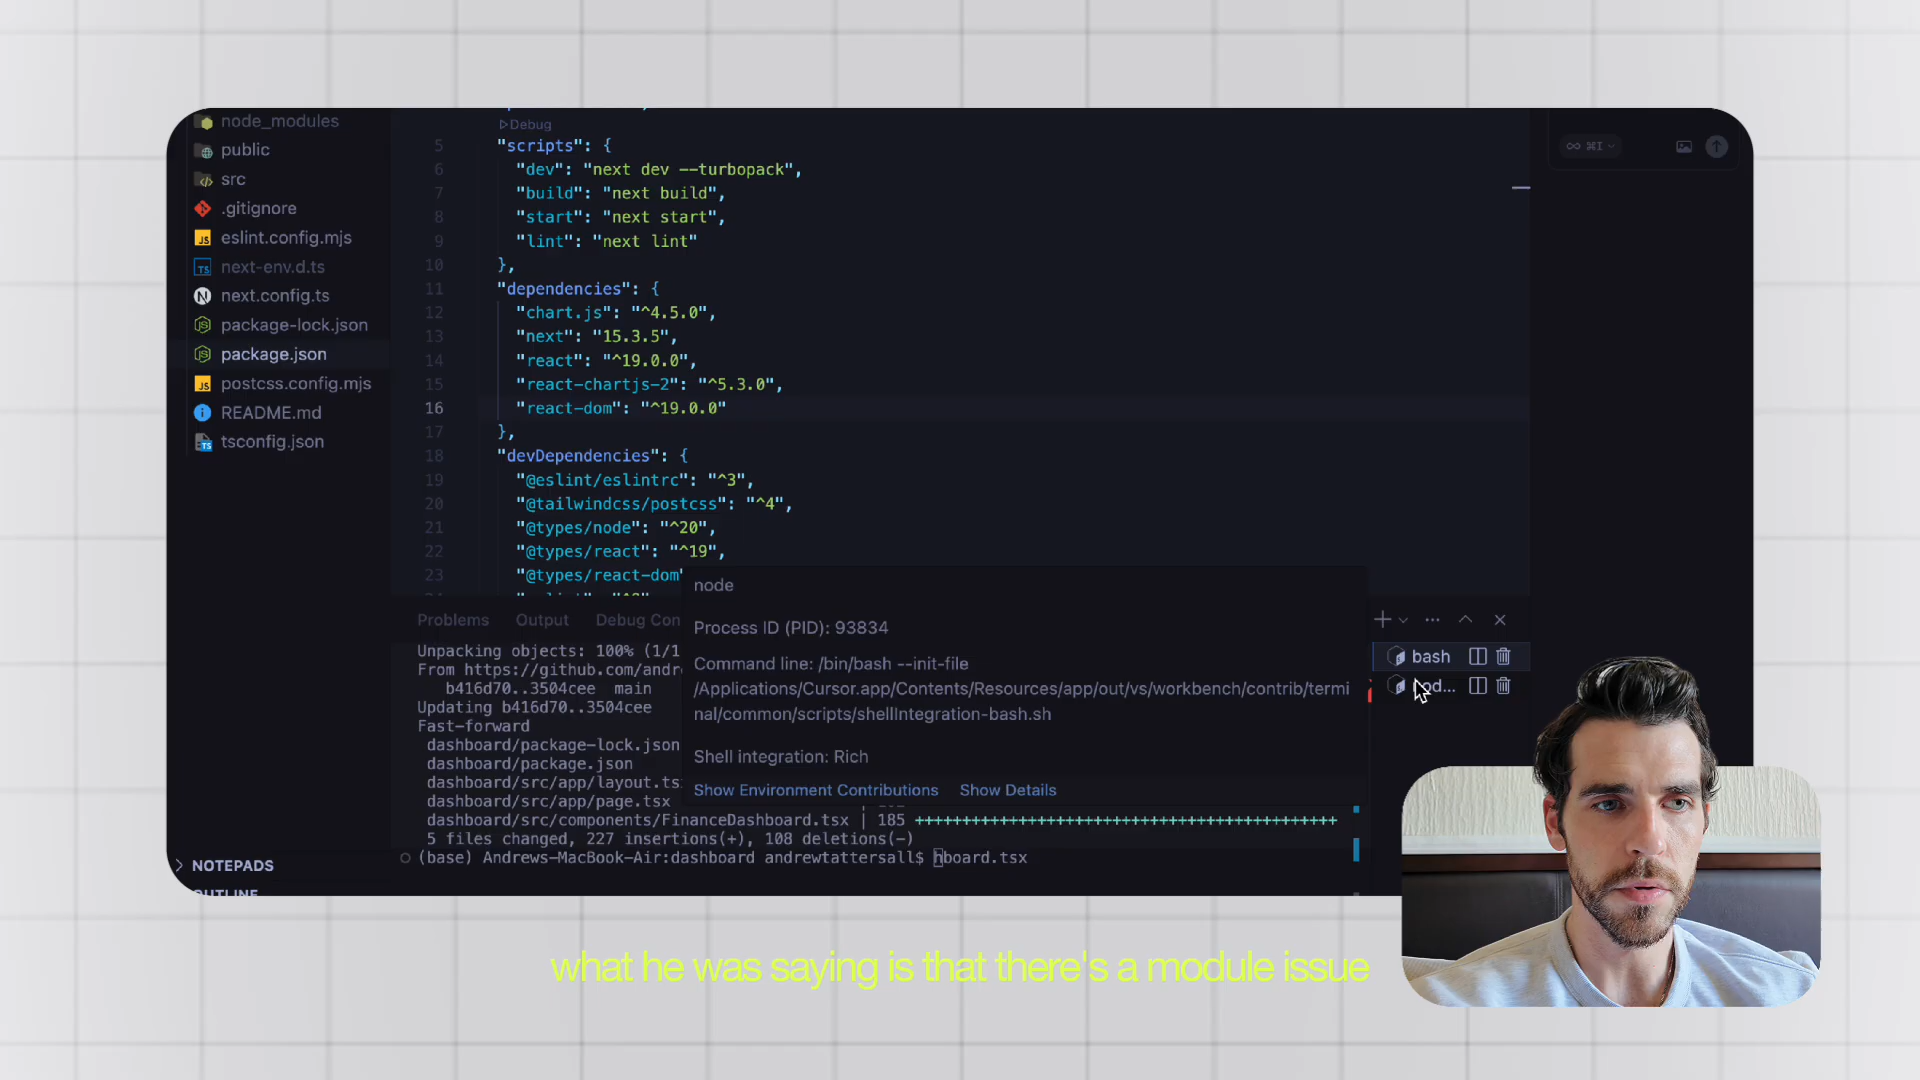 node_modules
public
src
.gitignore
eslint.config.mjs
next-env.d.ts
next.config.ts
package-lock.json
package.json
postcss.config.mjs
README.md
tsconfig.json
NOTEPADS
OUTLINE
Debug
5 "scripts": {
6 "dev": "next dev --turbopack",
7 "build": "next build",
8 "start": "next start",
9 "lint": "next lint"
10 },
11 "dependencies": {
12 "chart.js": "^4.5.0",
13 "next": "15.3.5",
14 "react": "^19.0.0",
15 "react-chartjs-2": "^5.3.0",
16 "react-dom": "^19.0.0"
17 },
18 "devDependencies": {
19 "@eslint/eslintrc": "^3",
20 "@tailwindcss/postcss": "^4",
21 "@types/node": "^20",
22 "@types/react": "^19",
23 "@types/react-dom"
node
Process ID (PID): 93834
Command line: /bin/bash --init-file
/Applications/Cursor.app/Contents/Resources/app/out/vs/workbench/contrib/termi
nal/common/scripts/shellIntegration-bash.sh
Shell integration: Rich
Show Environment Contributions Show Details
Problems Output Debug Con
Unpacking objects: 100% (1/1
From https://github.com/andre
b416d70..3504cee main
Updating b416d70..3504cee
Fast-forward
dashboard/package-lock.json
dashboard/package.json
dashboard/src/app/layout.ts
dashboard/src/app/page.tsx
dashboard/src/components/FinanceDashboard.tsx | 185 ++++++++++++++++++++++++++++++++++++++++++++
5 files changed, 227 insertions(+), 108 deletions(-)
(base) Andrews-MacBook-Air:dashboard andrewtattersall$ hboard.tsx
bash
⌘I
what he was saying is that there's a module issue